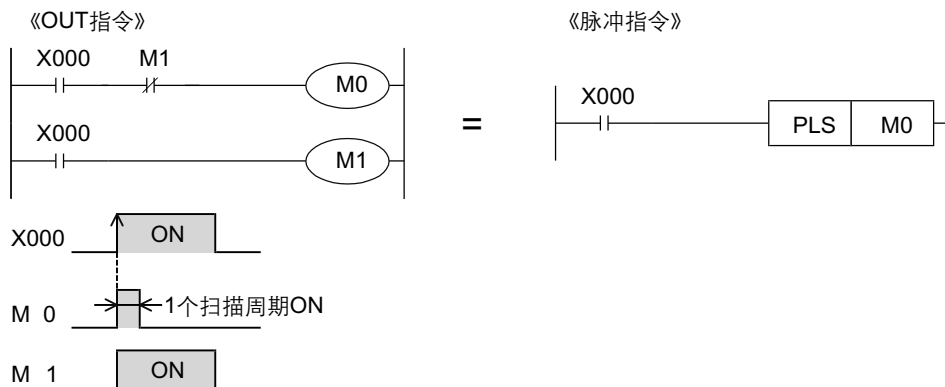 《OUT指令》
《脉冲指令》
X000 M1
M0
X000
M1
=
X000
PLS M0
X000 ON
M 0 1个扫描周期ON
M 1 ON